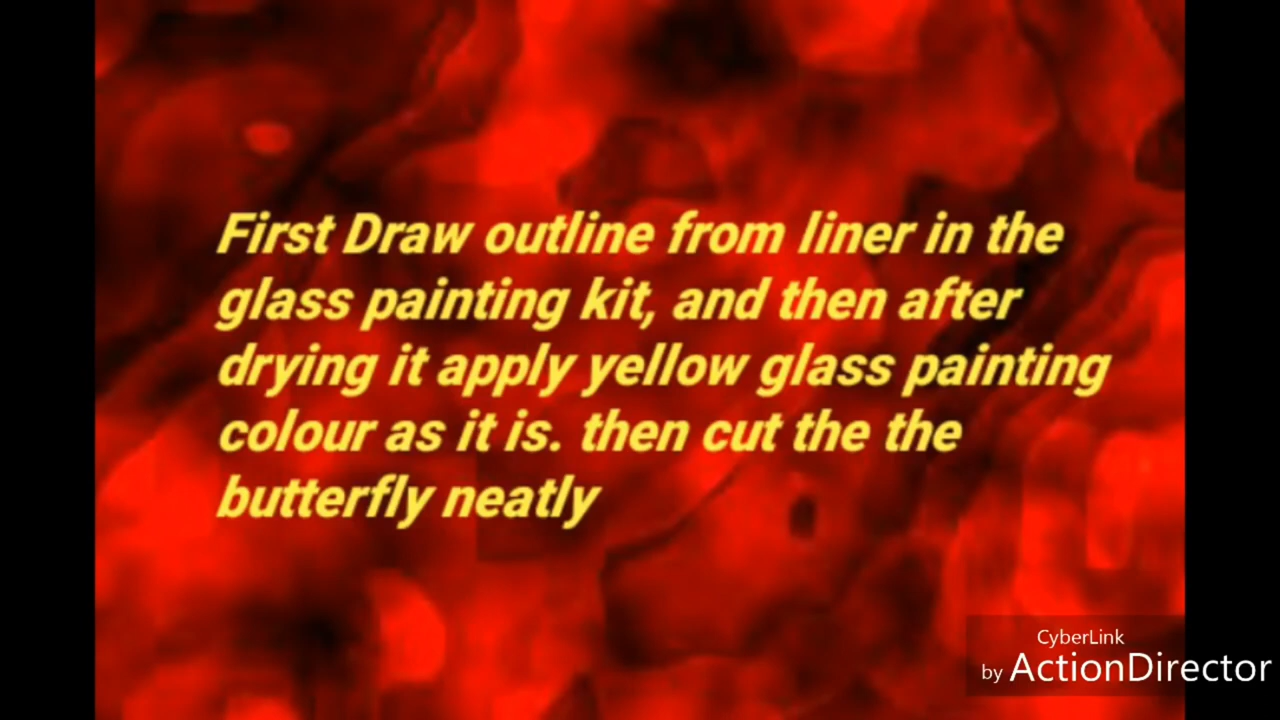 First Draw outline from liner in the
glass painting kit, and then after
drying it apply yellow glass painting
colour as it is. then cut the the
butterfly neatly
CyberLink
by ActionDirector